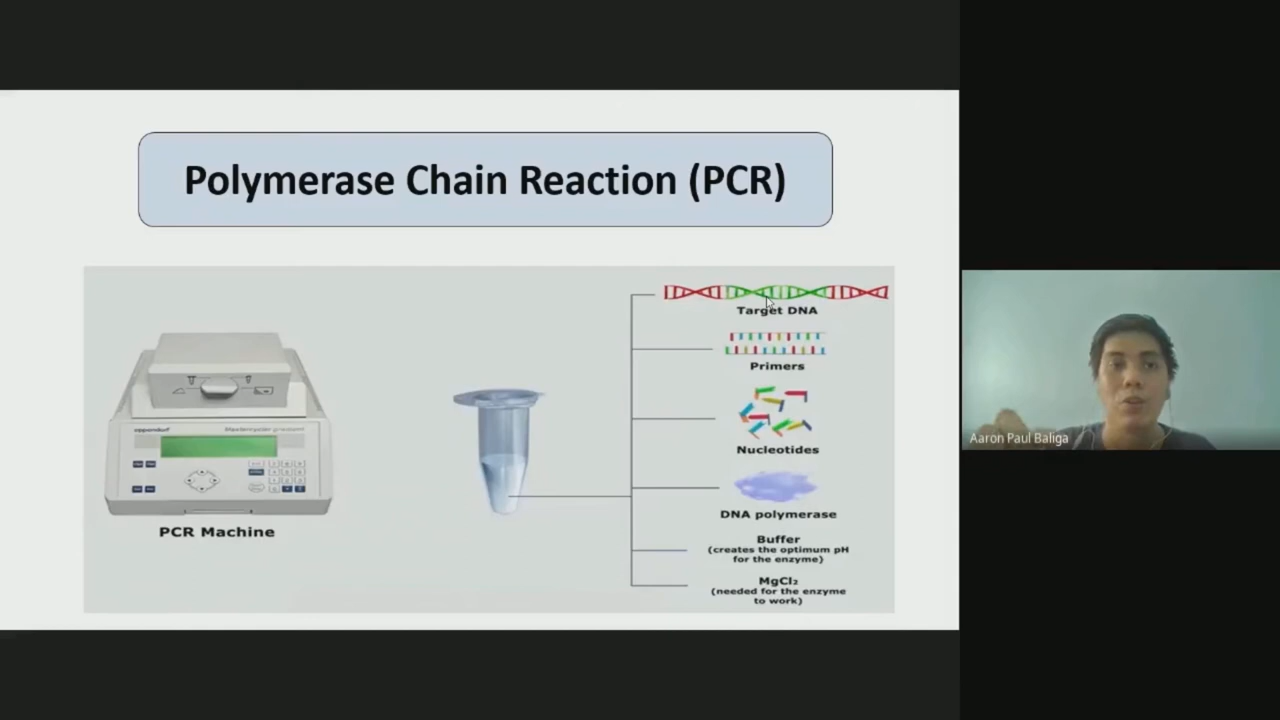 Polymerase Chain Reaction (PCR)
Target DNA
Primers
Nucleotides
DNA polymerase
Buffer
(creates the optimum pH
for the enzyme)
MgCl₂
(needed for the enzyme
to work)
eppendorf
PCR Machine
Aaron Paul Baliga